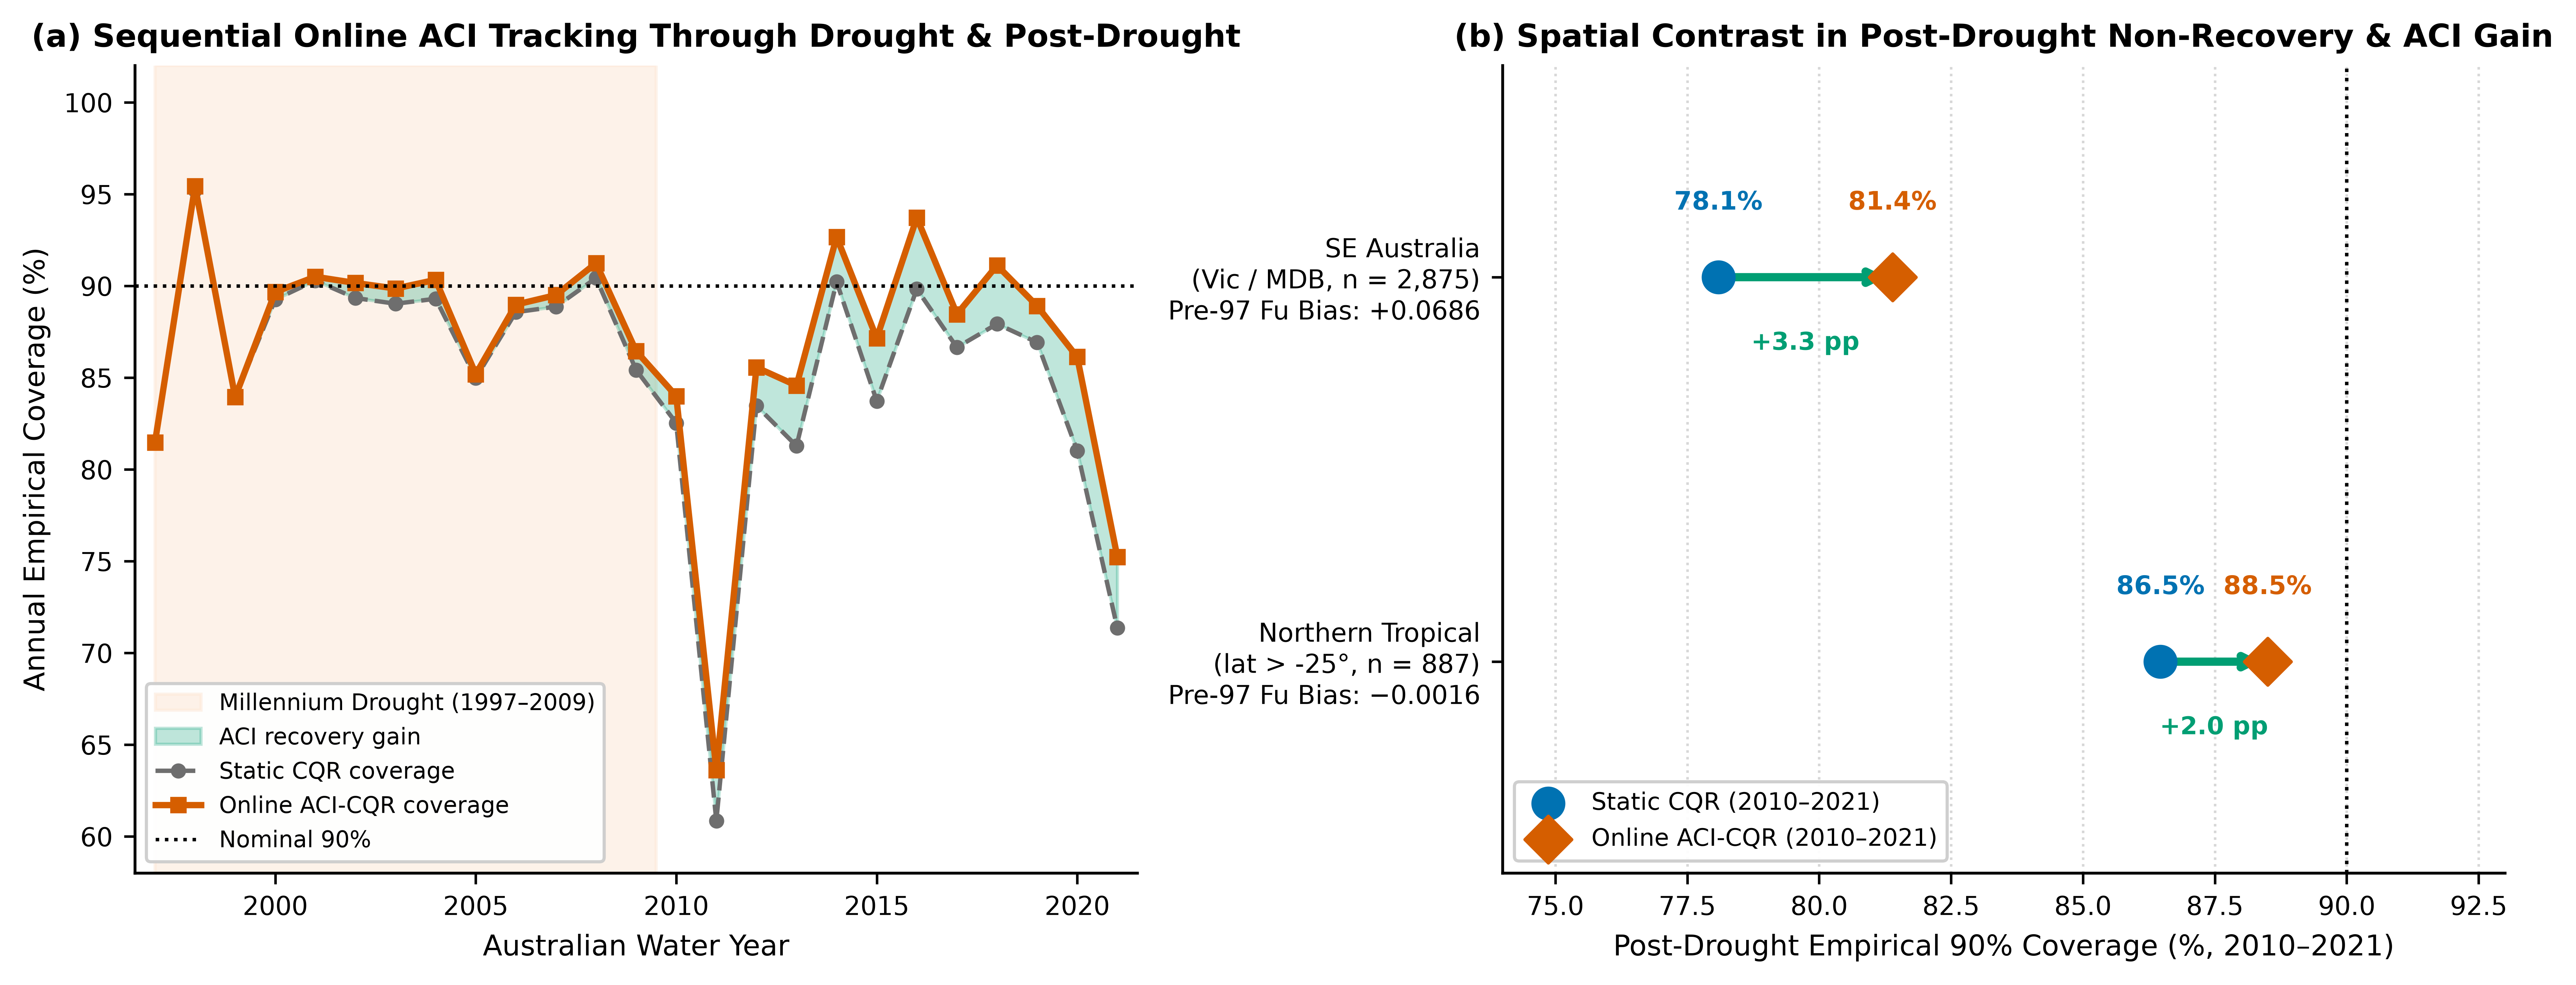 (a) Sequential Online ACI Tracking Through Drought & Post-Drought
Annual Empirical Coverage (%)
100
95
90
85
80
75
70
65
60
Millennium Drought (1997–2009)
ACI recovery gain
Static CQR coverage
Online ACI-CQR coverage
Nominal 90%
2000
2005
2010
2015
2020
Australian Water Year
(b) Spatial Contrast in Post-Drought Non-Recovery & ACI Gain
SE Australia
(Vic / MDB, n = 2,875)
Pre-97 Fu Bias: +0.0686
78.1%
81.4%
+3.3 pp
Northern Tropical
(lat > -25°, n = 887)
Pre-97 Fu Bias: −0.0016
86.5%
88.5%
+2.0 pp
Static CQR (2010–2021)
Online ACI-CQR (2010–2021)
75.0
77.5
80.0
82.5
85.0
87.5
90.0
92.5
Post-Drought Empirical 90% Coverage (%, 2010–2021)